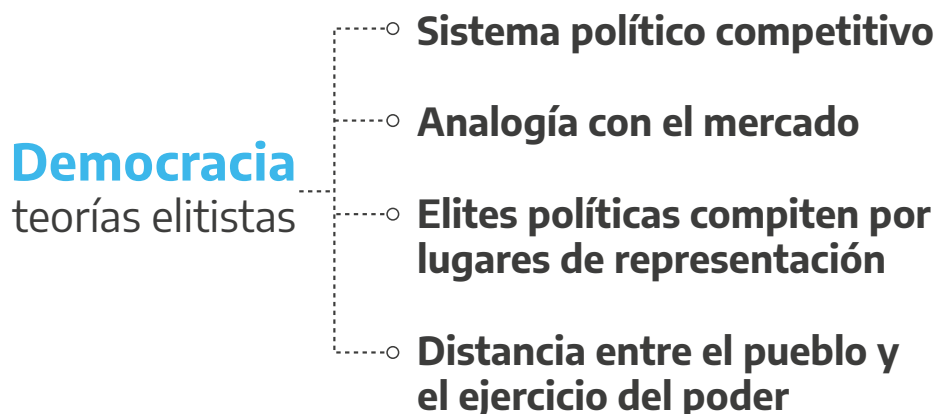 Democracia
teorías elitistas
Sistema político competitivo
Analogía con el mercado
Elites políticas compiten por
lugares de representación
Distancia entre el pueblo y
el ejercicio del poder